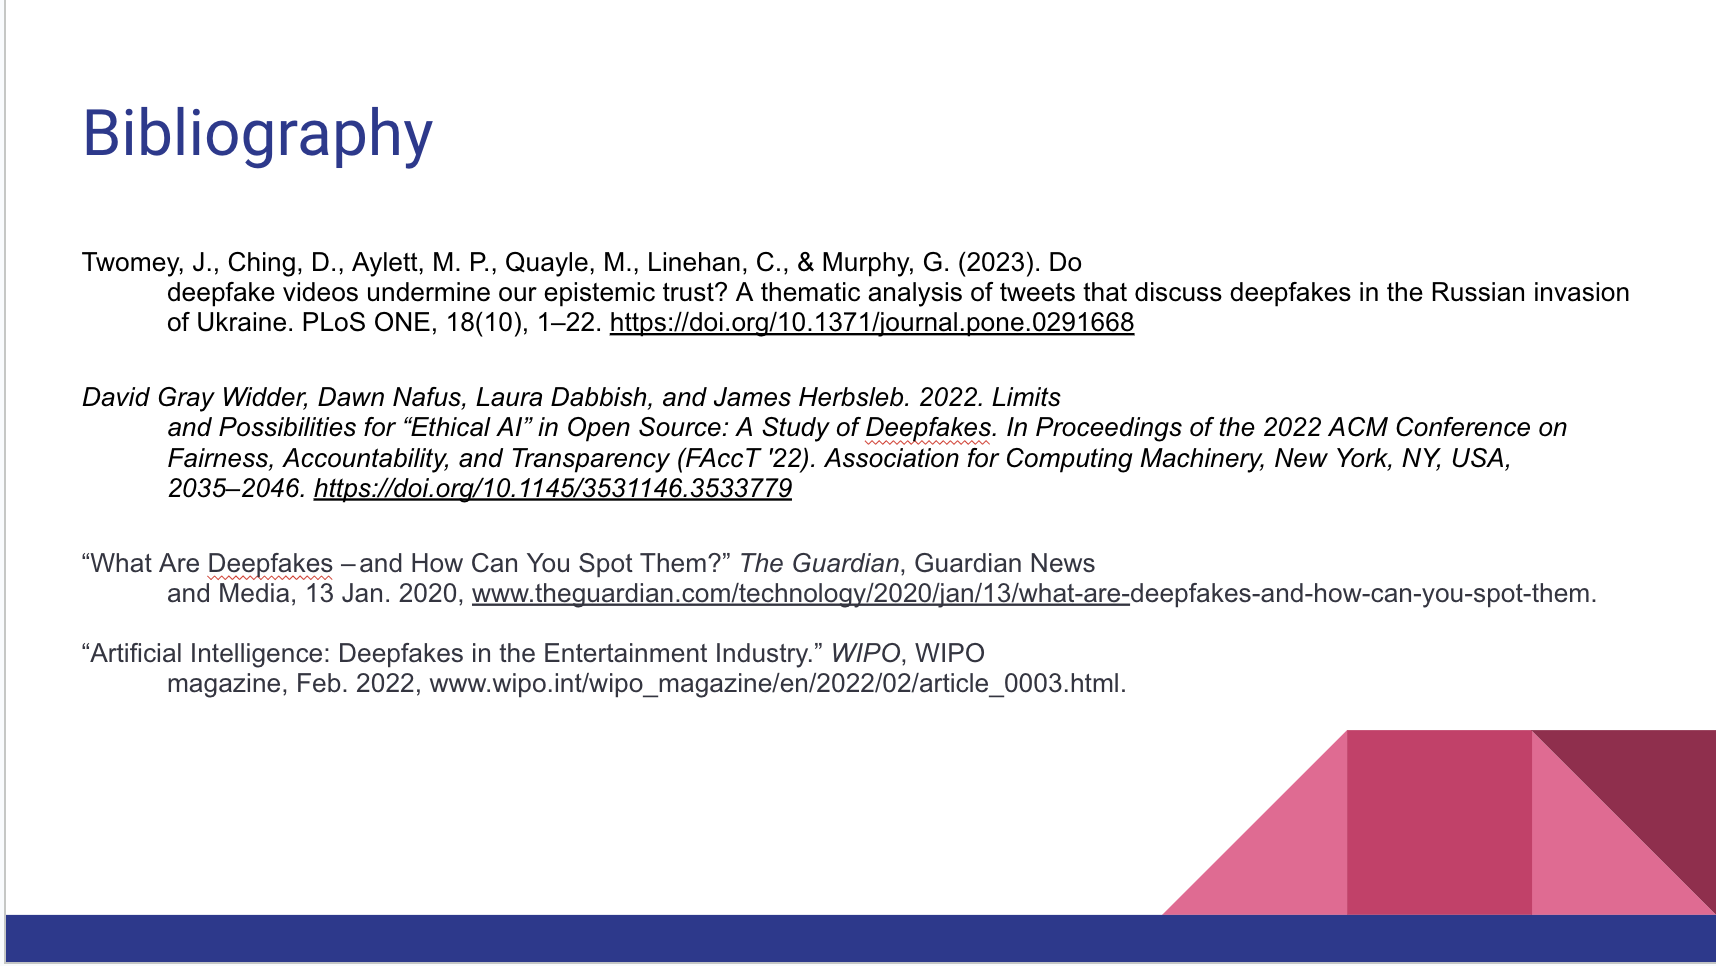 Bibliography
Twomey, J., Ching, D., Aylett, M. P., Quayle, M., Linehan, C., & Murphy, G. (2023). Do
deepfake videos undermine our epistemic trust? A thematic analysis of tweets that discuss deepfakes in the Russian invasion
of Ukraine. PLoS ONE, 18(10), 1–22. https://doi.org/10.1371/journal.pone.0291668
David Gray Widder, Dawn Nafus, Laura Dabbish, and James Herbsleb. 2022. Limits
and Possibilities for “Ethical AI” in Open Source: A Study of Deepfakes. In Proceedings of the 2022 ACM Conference on
Fairness, Accountability, and Transparency (FAccT '22). Association for Computing Machinery, New York, NY, USA,
2035–2046. https://doi.org/10.1145/3531146.3533779
“What Are Deepfakes – and How Can You Spot Them?” The Guardian, Guardian News
and Media, 13 Jan. 2020, www.theguardian.com/technology/2020/jan/13/what-are-deepfakes-and-how-can-you-spot-them.
“Artificial Intelligence: Deepfakes in the Entertainment Industry.” WIPO, WIPO
magazine, Feb. 2022, www.wipo.int/wipo_magazine/en/2022/02/article_0003.html.